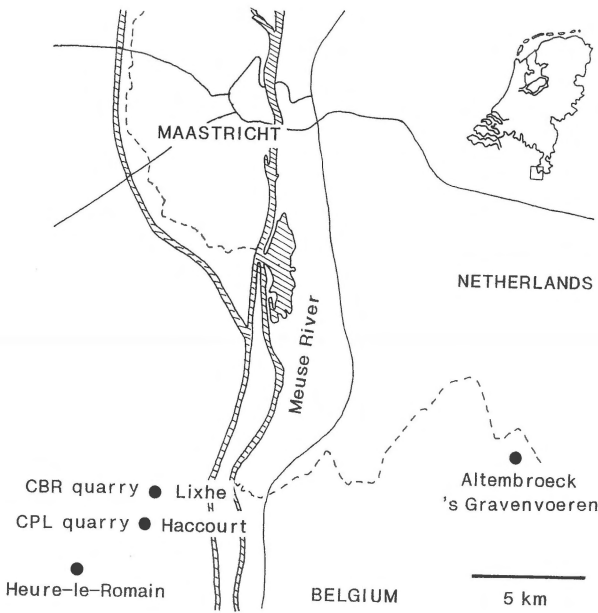 MAASTRICHT
NETHERLANDS
Meuse River
CBR quarry Lixhe
CPL quarry Haccourt
Heure-le-Romain
Altembroeck
's Gravenvoeren
BELGIUM
5 km